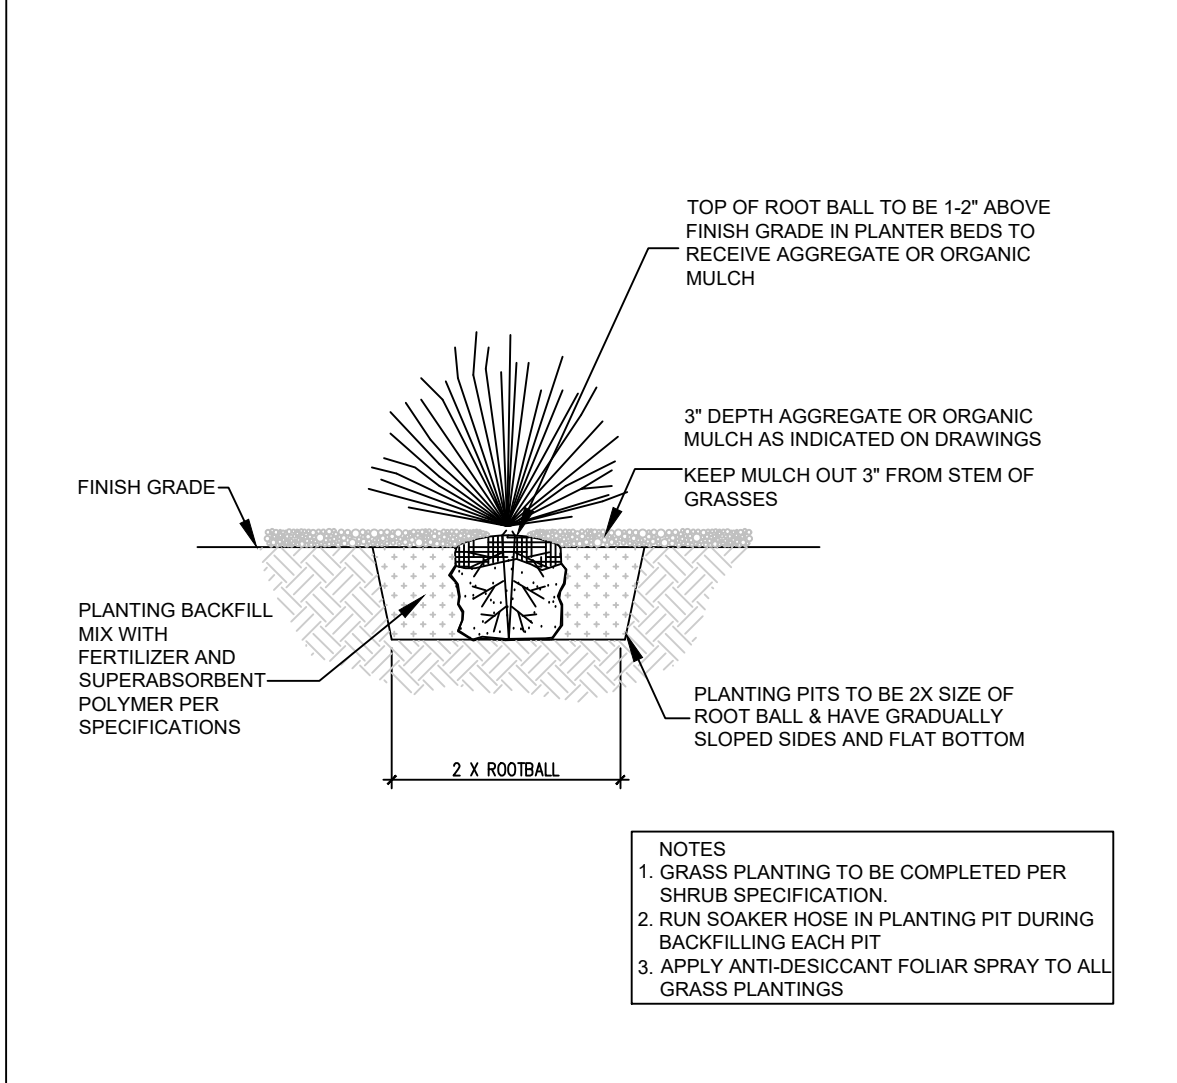 TOP OF ROOT BALL TO BE 1-2" ABOVE
FINISH GRADE IN PLANTER BEDS TO
RECEIVE AGGREGATE OR ORGANIC
MULCH
3" DEPTH AGGREGATE OR ORGANIC
MULCH AS INDICATED ON DRAWINGS
KEEP MULCH OUT 3" FROM STEM OF
GRASSES
FINISH GRADE
PLANTING BACKFILL
MIX WITH
FERTILIZER AND
SUPERABSORBENT
POLYMER PER
SPECIFICATIONS
PLANTING PITS TO BE 2X SIZE OF
ROOT BALL & HAVE GRADUALLY
SLOPED SIDES AND FLAT BOTTOM
2 X ROOTBALL
NOTES
1. GRASS PLANTING TO BE COMPLETED PER
SHRUB SPECIFICATION.
2. RUN SOAKER HOSE IN PLANTING PIT DURING
BACKFILLING EACH PIT
3. APPLY ANTI-DESICCANT FOLIAR SPRAY TO ALL
GRASS PLANTINGS